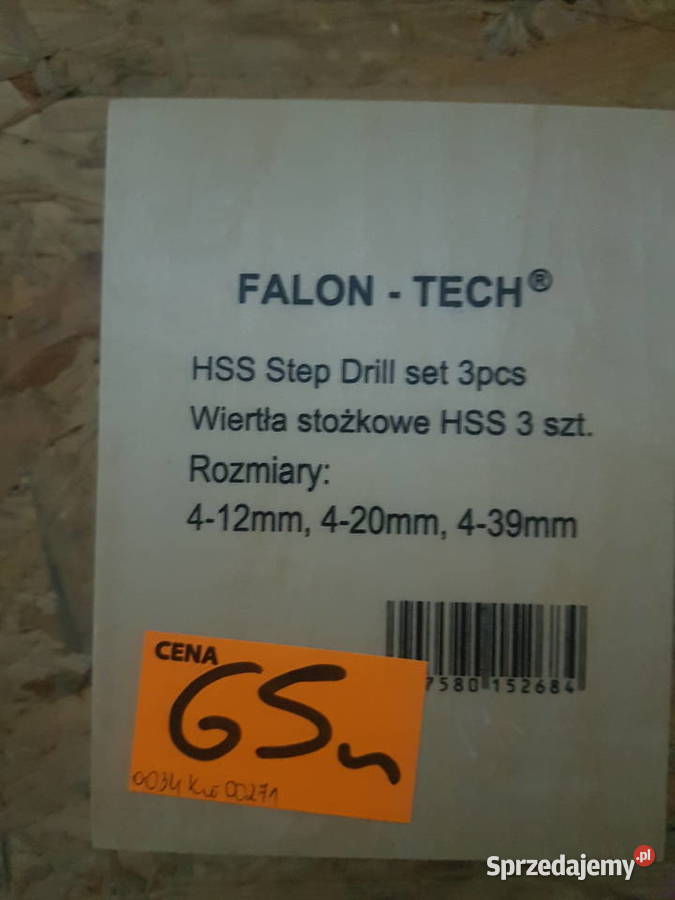 FALON - TECH®
HSS Step Drill set 3pcs
Wiertła stożkowe HSS 3 szt.
Rozmiary:
4-12mm, 4-20mm, 4-39mm
7580 152684
CENA
65
00271
Sprzedajemy.pl